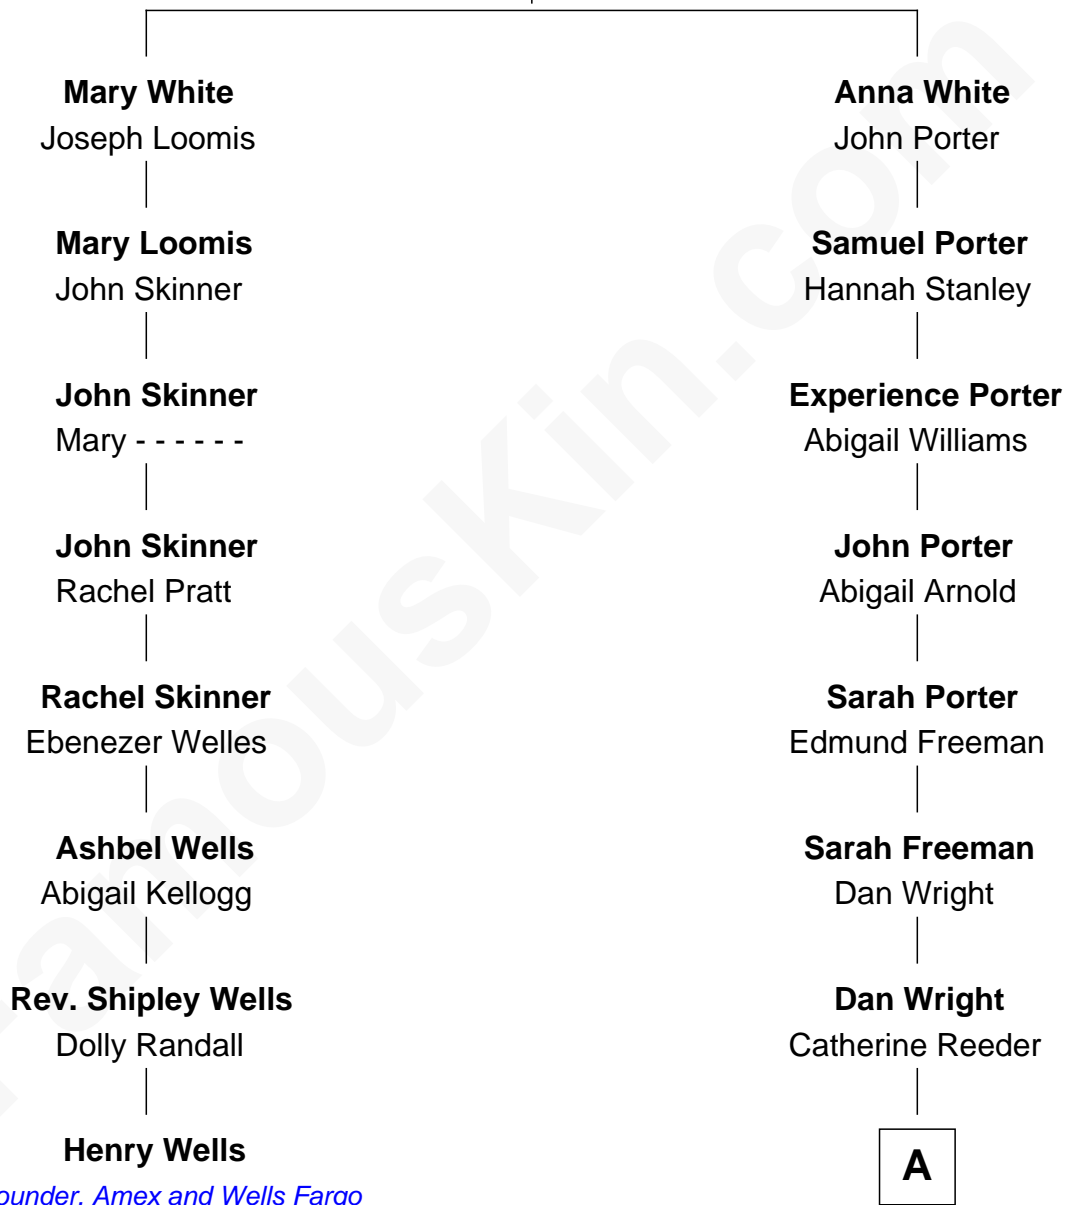 Mary White
Joseph Loomis
Mary Loomis
John Skinner
John Skinner
Mary - - - - - -
John Skinner
Rachel Pratt
Rachel Skinner
Ebenezer Welles
Ashbel Wells
Abigail Kellogg
Rev. Shipley Wells
Dolly Randall
Henry Wells
ounder, Amex and Wells Fargo
Anna White
John Porter
Samuel Porter
Hannah Stanley
Experience Porter
Abigail Williams
John Porter
Abigail Arnold
Sarah Porter
Edmund Freeman
Sarah Freeman
Dan Wright
Dan Wright
Catherine Reeder
A
FamousKin.com